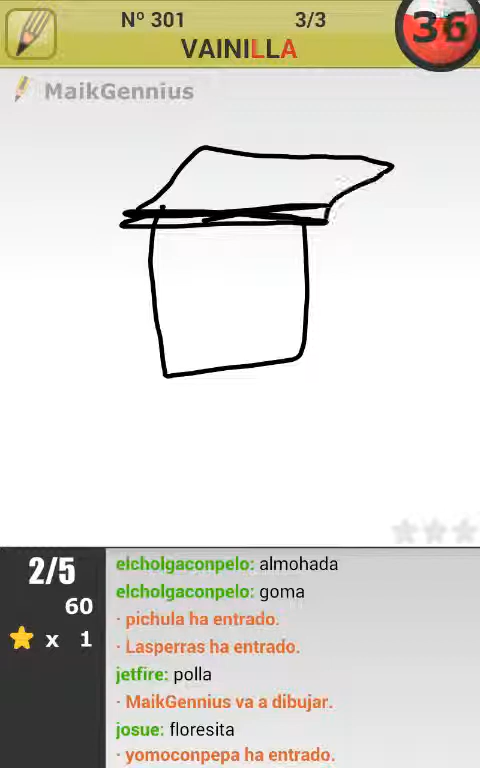 Nº 301 3/3
VAINILLA
36
MaikGennius
2/5
60
x 1
elcholgaconpelo: almohada
elcholgaconpelo: goma
· pichula ha entrado.
· Lasperras ha entrado.
jetfire: polla
· MaikGennius va a dibujar.
josue: floresita
· yomoconpepa ha entrado.